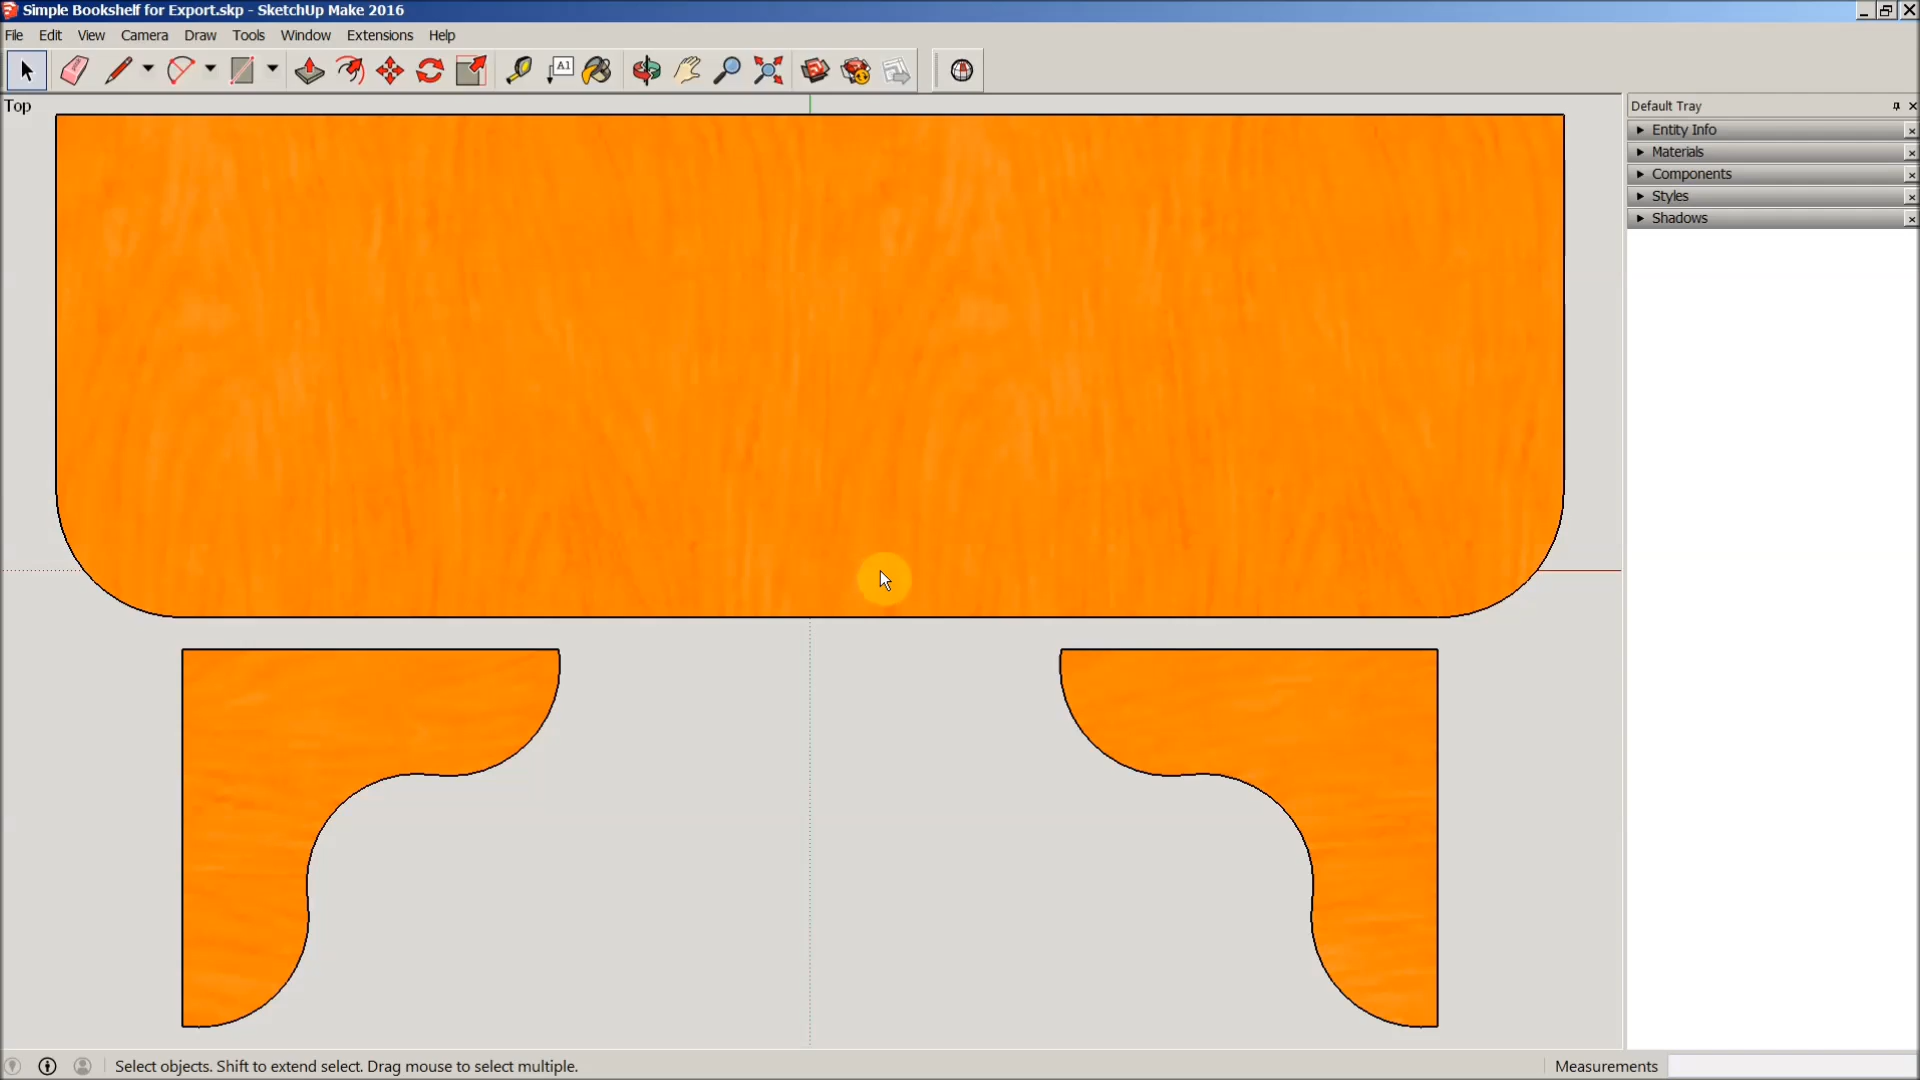 Simple Bookshelf for Export.skp - SketchUp Make 2016
File Edit View Camera Draw Tools Window Extensions Help
A1
Top
Default Tray
Entity Info
Materials
Components
Styles
Shadows
Select objects. Shift to extend select. Drag mouse to select multiple.
Measurements